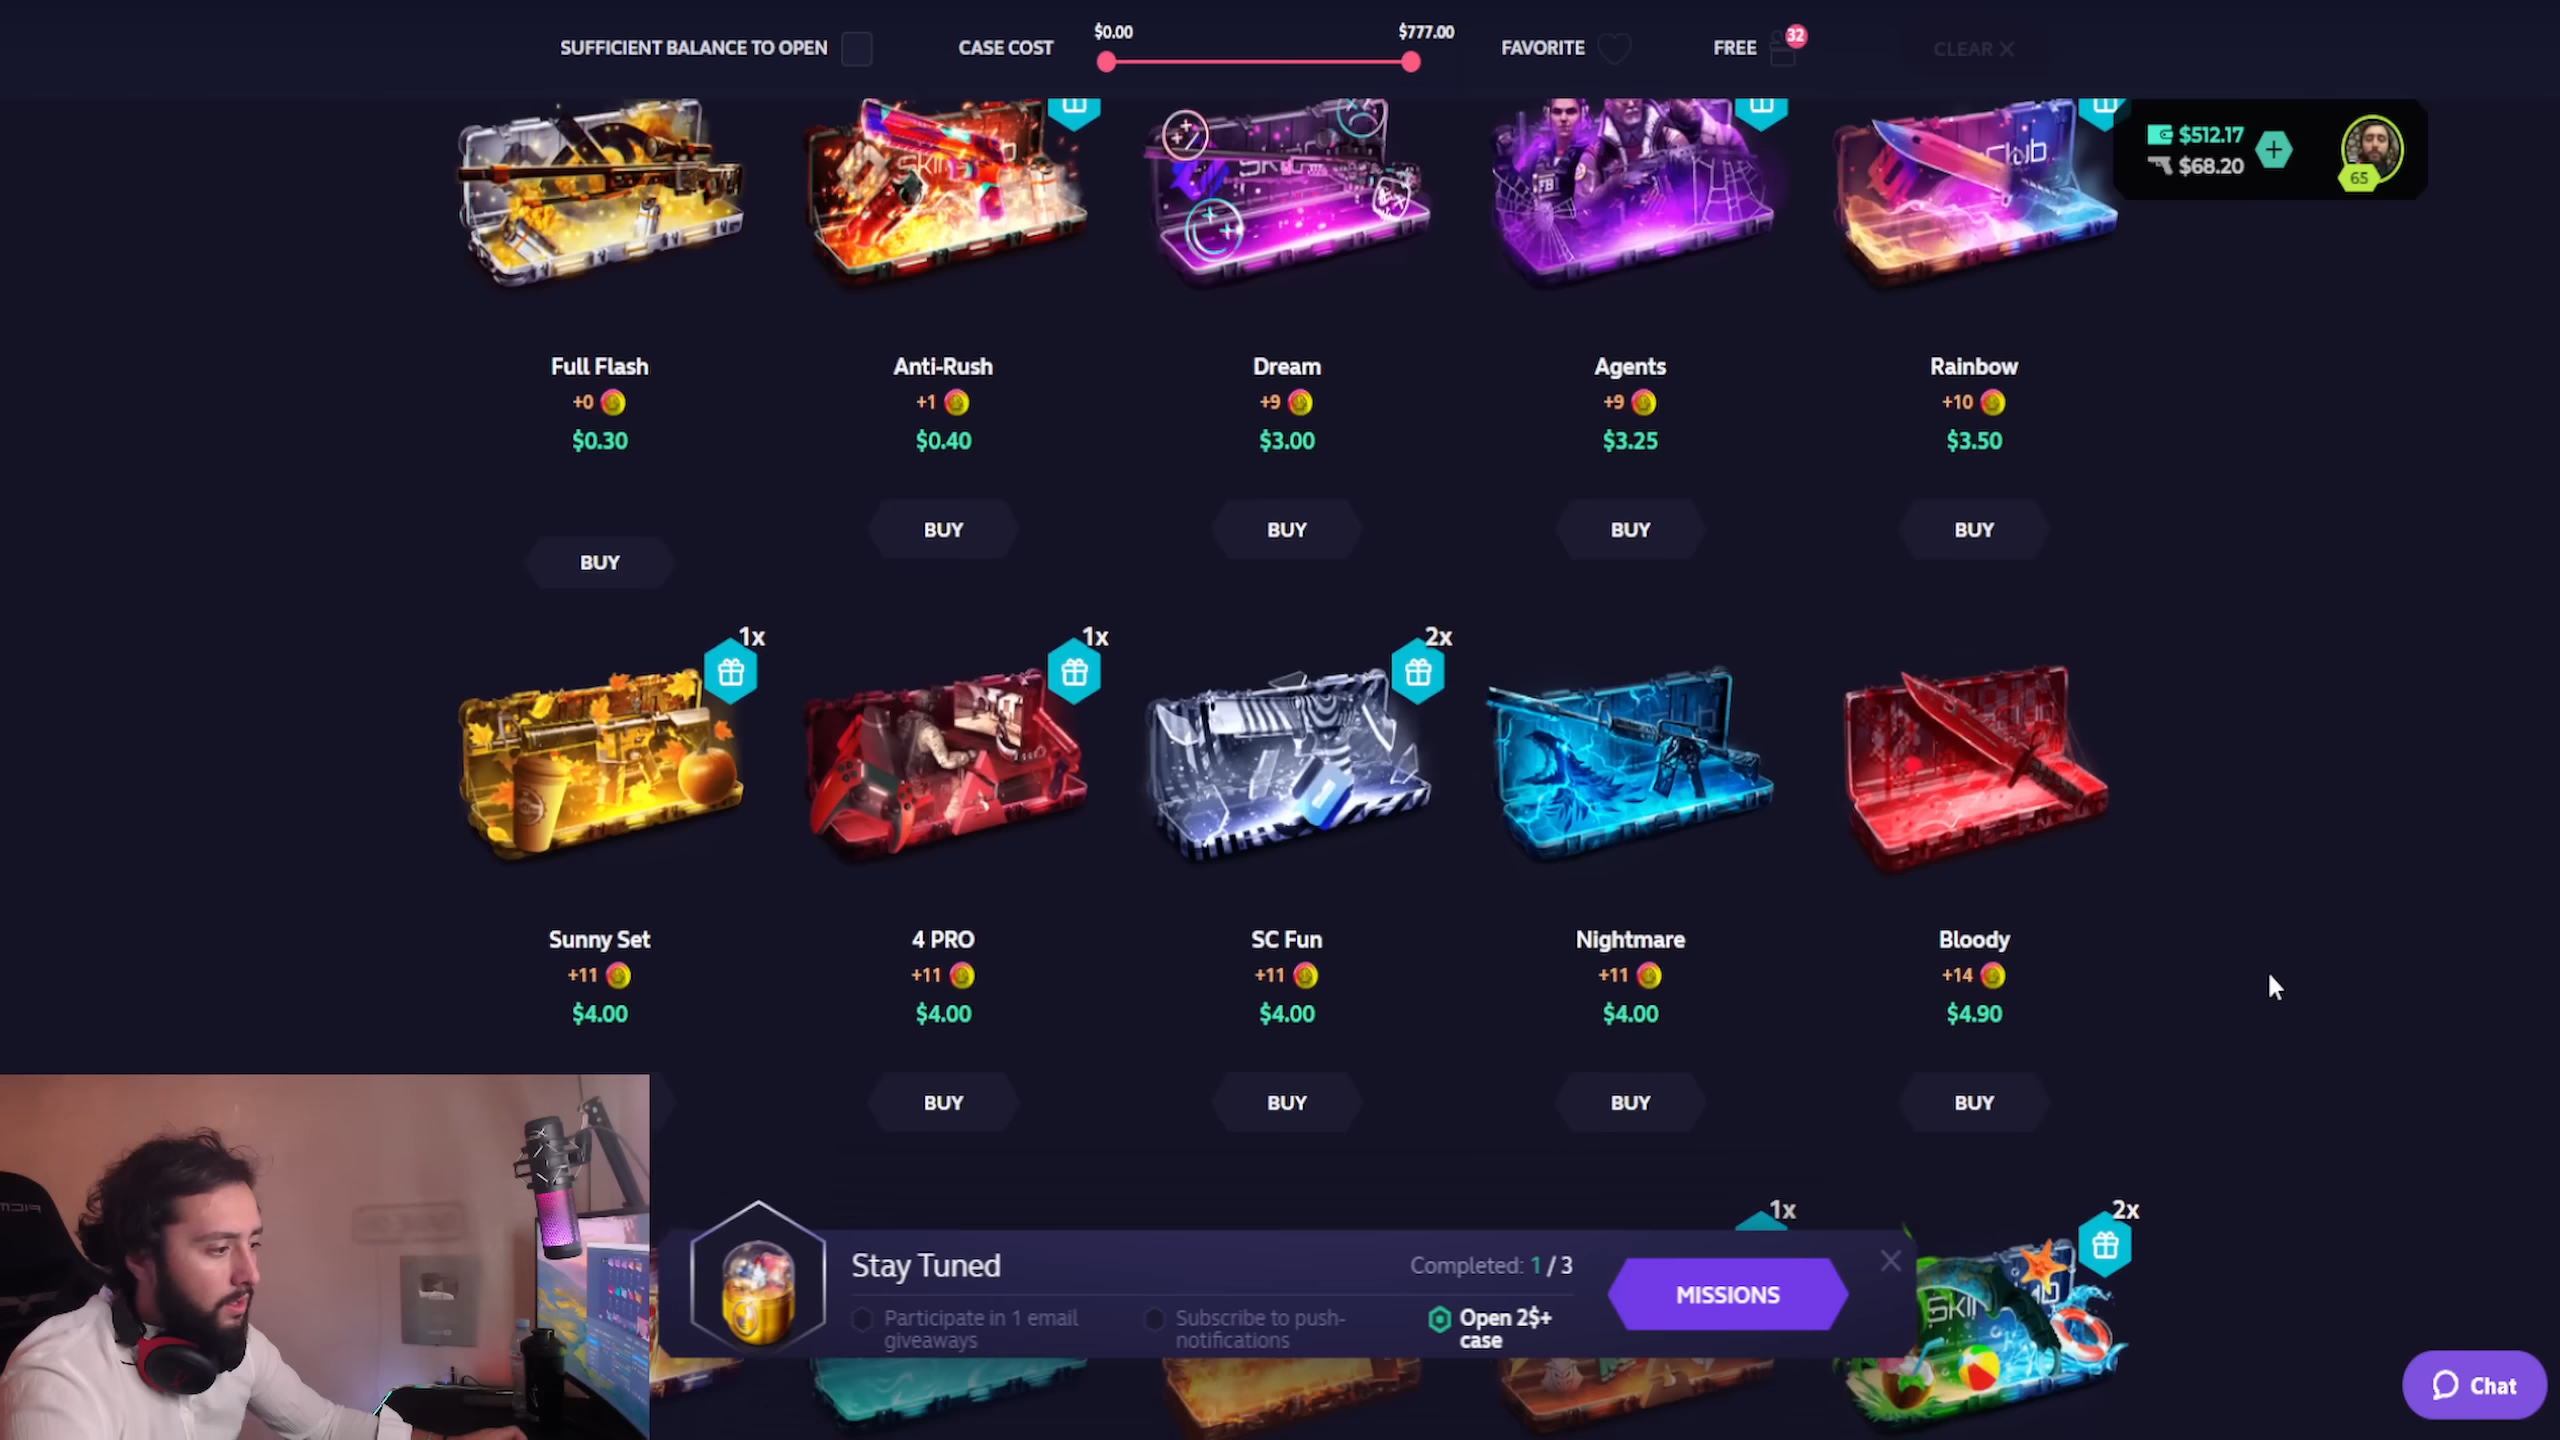 SUFFICIENT BALANCE TO OPEN
CASE COST
$0.00
$777.00
FAVORITE
FREE
32
CLEAR X
$512.17
$68.20
65
Full Flash
+0
$0.30
BUY
Anti-Rush
+1
$0.40
BUY
Dream
+9
$3.00
BUY
Agents
+9
$3.25
BUY
Rainbow
+10
$3.50
BUY
1x
1x
2x
Sunny Set
+11
$4.00
4 PRO
+11
$4.00
BUY
SC Fun
+11
$4.00
BUY
Nightmare
+11
$4.00
BUY
Bloody
+14
$4.90
BUY
1x
2x
Stay Tuned
Completed: 1 / 3
Participate in 1 email
giveaways
Subscribe to push-
notifications
Open 2$+
case
MISSIONS
Chat